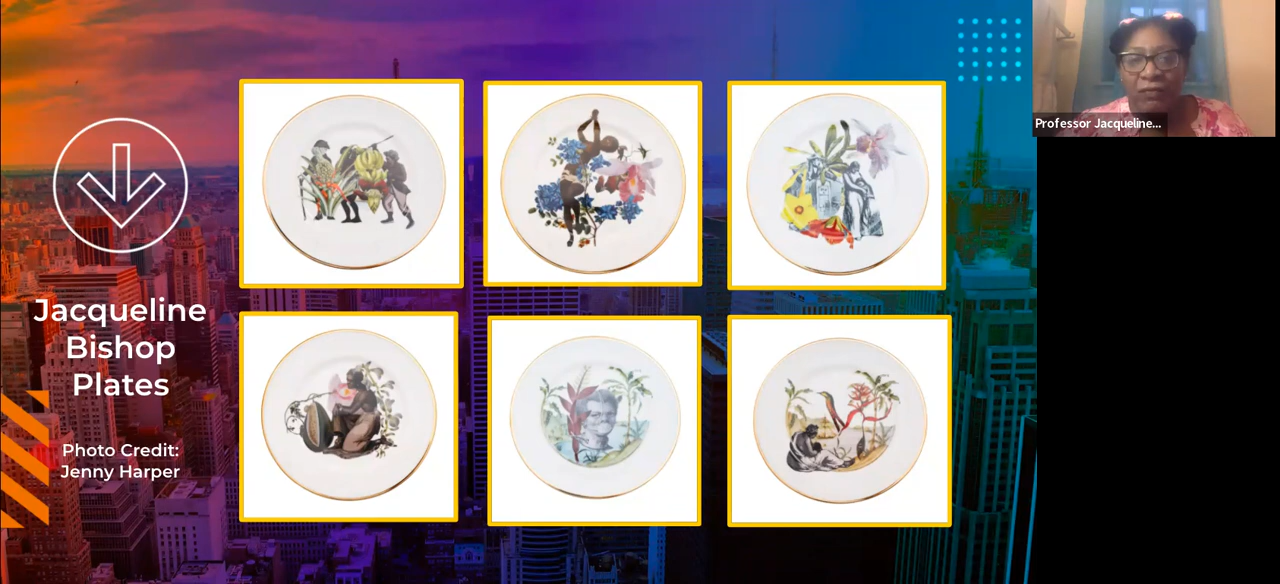 Professor Jacqueline...
Jacqueline
Bishop
Plates
Photo Credit:
Jenny Harper